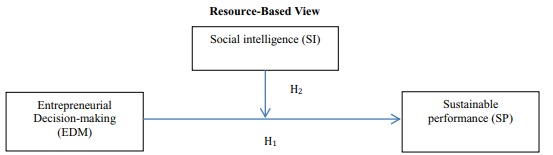 Resource-Based View
Social intelligence (SI)
H₂
Entrepreneurial
Decision-making
(EDM)
Sustainable
performance (SP)
H₁